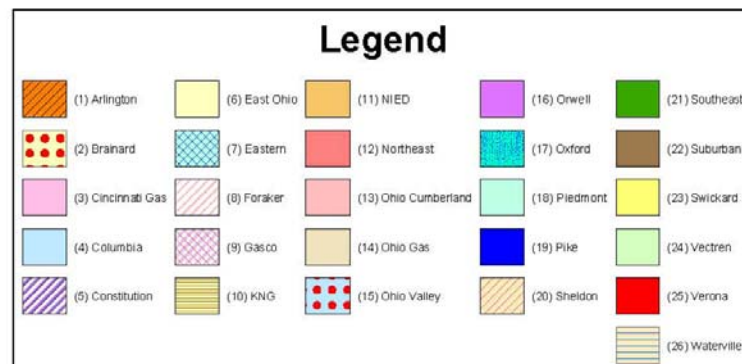 Legend
(1) Arlington
(2) Brainard
(3) Cincinnati Gas
(4) Columbia
(5) Constitution
(6) East Ohio
(7) Eastern
(8) Foraker
(9) Gasco
(10) KNG
(11) NIED
(12) Northeast
(13) Ohio Cumberland
(14) Ohio Gas
(15) Ohio Valley
(16) Orwell
(17) Oxford
(18) Piedmont
(19) Pike
(20) Sheldon
(21) Southeast
(22) Suburban
(23) Swickard
(24) Vectren
(25) Verona
(26) Waterville